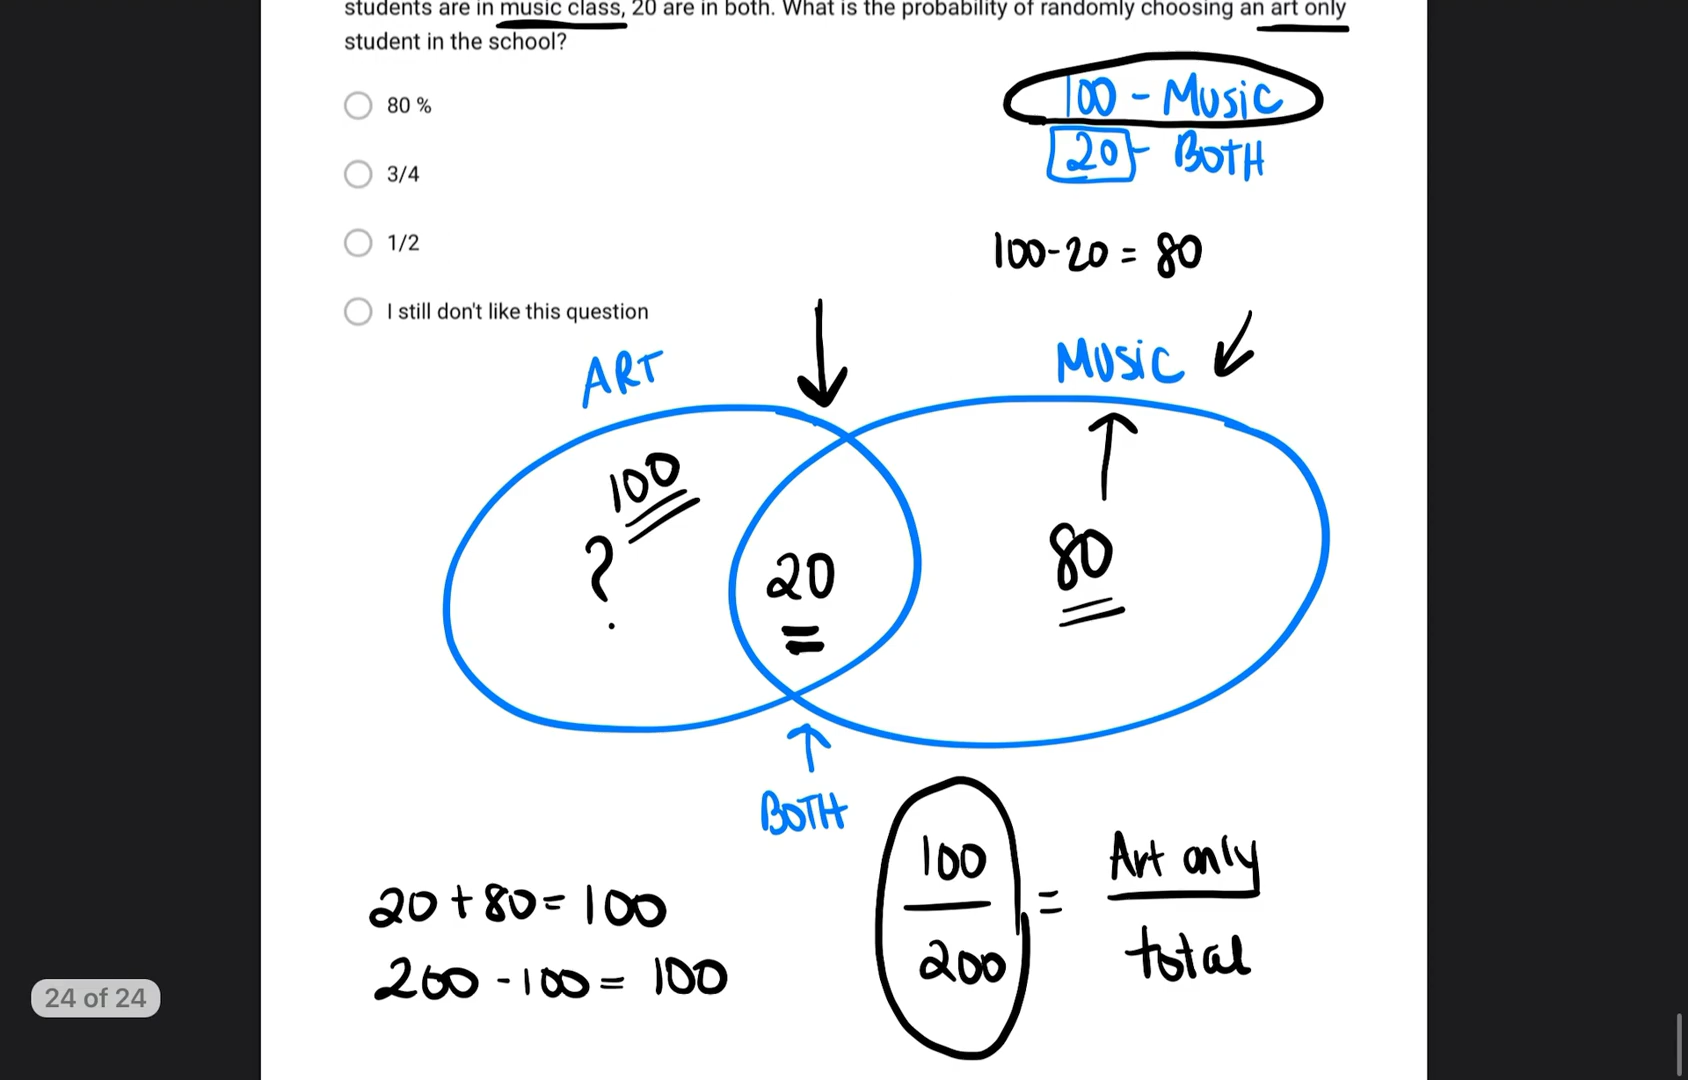 students are in music class, 20 are in both. What is the probability of randomly choosing an art only
student in the school?
80 %
3/4
1/2
I still don't like this question
100 - Music
20 - BOTH
100-20 = 80
ART
Music
100
?
20
80
BOTH
20+80=100
200-100= 100
100
200
=
Art only
total
24 of 24